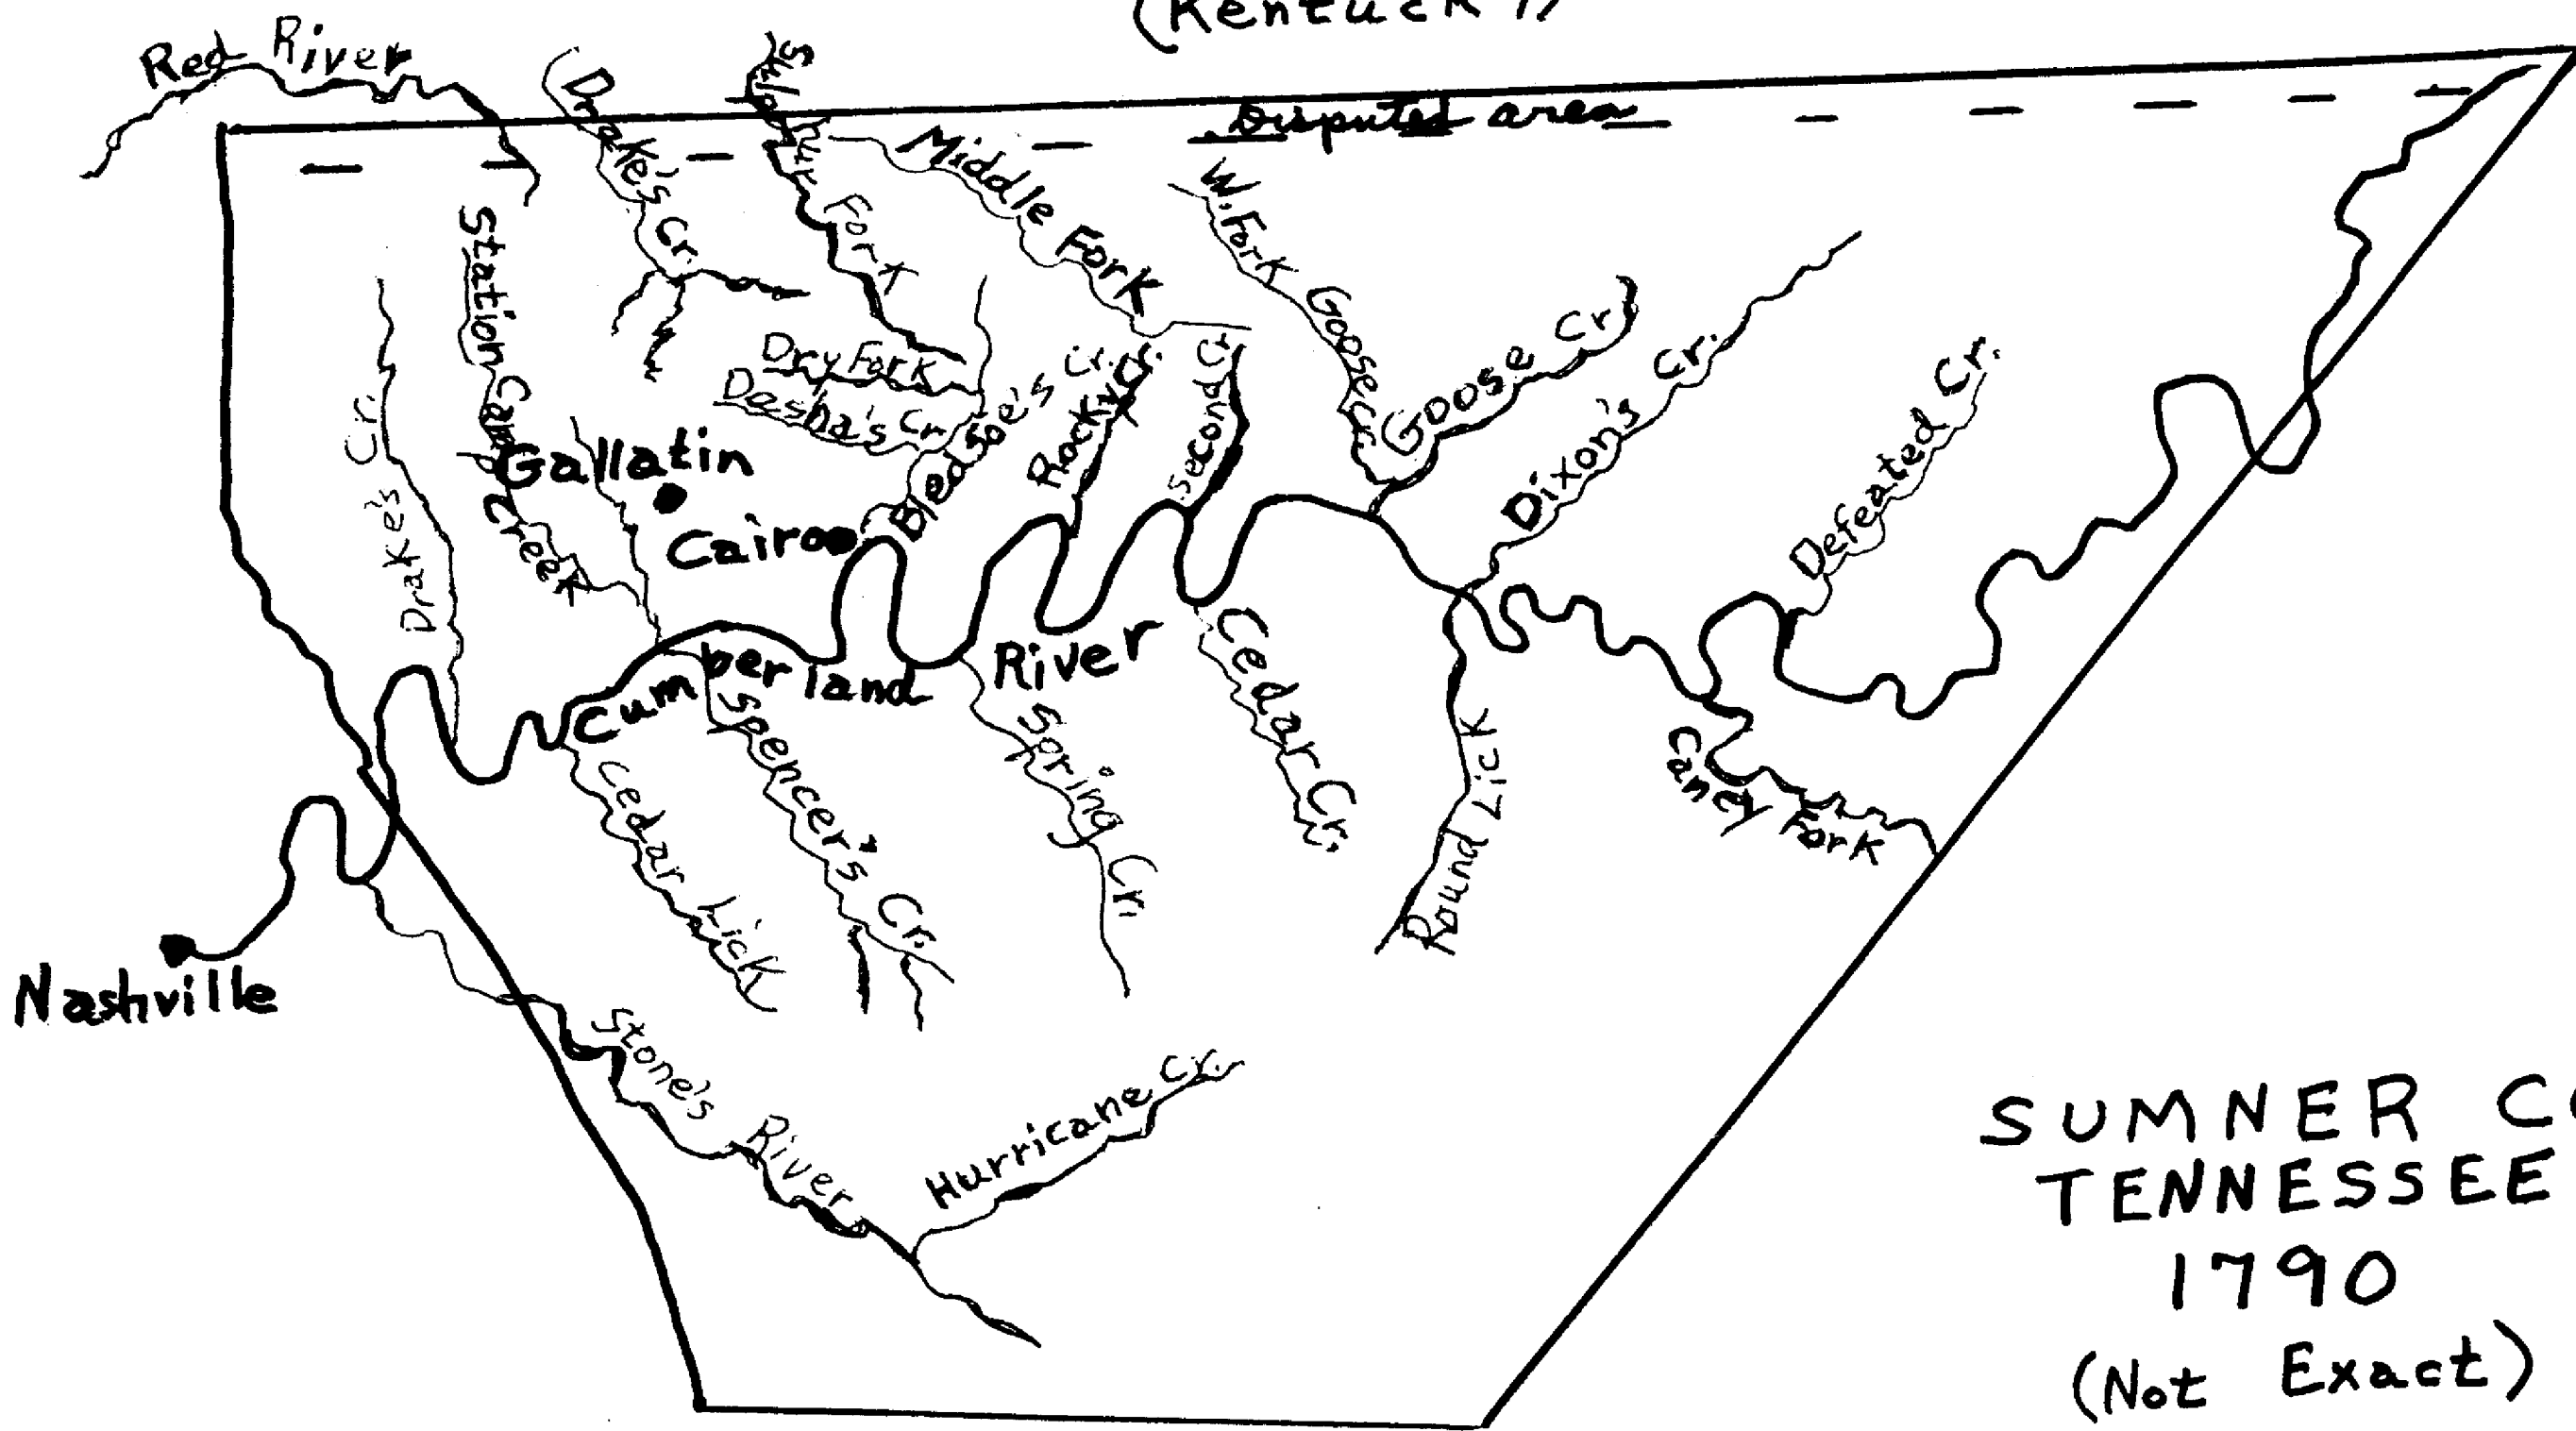 Red River
Drake's Cr.
Fork
Middle Fork
Disputed area
W. Fork Goose Cr.
Goose Cr.
Dixon's Cr.
Defeated Cr.
Station Camp Creek
Drake's Cr.
Dry Fork
Desha's Cr.
Bledsoe's Cr.
Rocky Cr.
Second Cr.
Gallatin
Cairo
Cumberland River
Cedar Lick
Spencer's Cr.
Spring Cr.
Cedar Cr.
Round Lick
Caney Fork
Nashville
Stone's River
Hurricane Cr.
SUMNER
TENNESSEE
1790
(Not Exact)